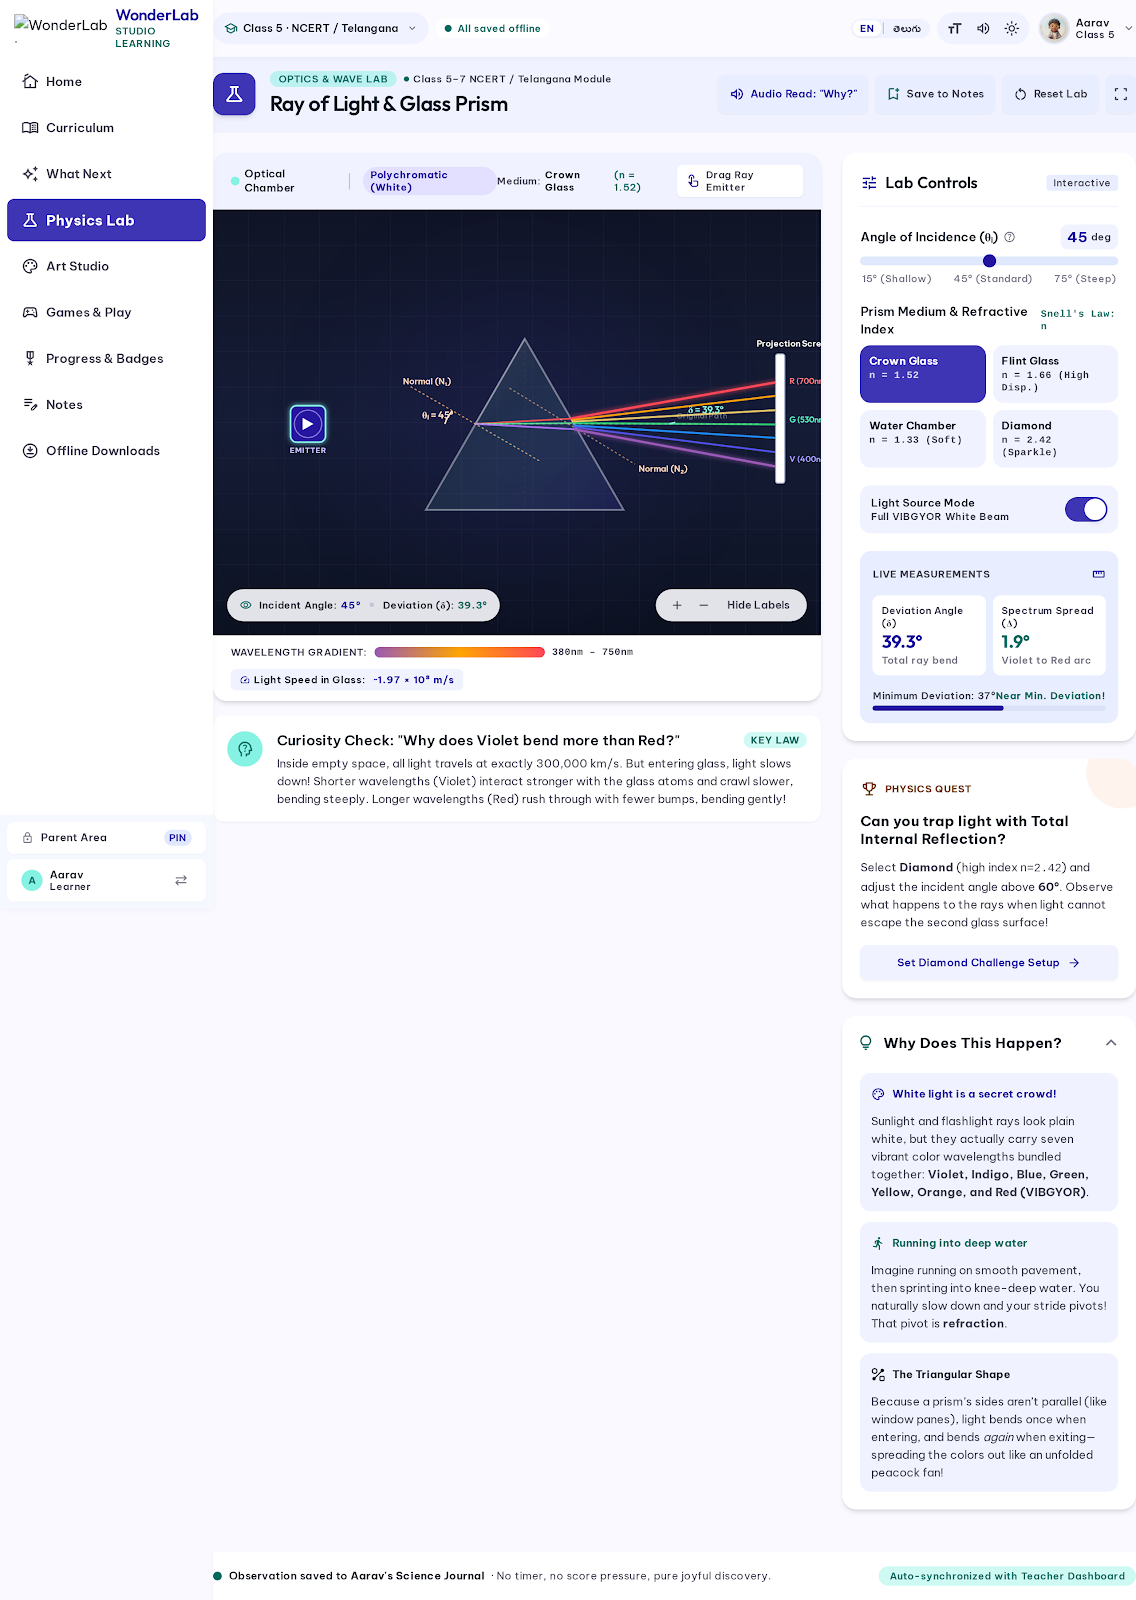 WonderLab
WonderLab
STUDIO
LEARNING
Home
Curriculum
What Next
Physics Lab
Art Studio
Games & Play
Progress & Badges
Notes
Offline Downloads
Parent Area
PIN
A
Aarav
Learner
Class 5 · NCERT / Telangana
All saved offline
EN
తెలుగు
Aarav
Class 5
OPTICS & WAVE LAB
Class 5–7 NCERT / Telangana Module
Ray of Light & Glass Prism
Audio Read: "Why?"
Save to Notes
Reset Lab
Optical
Chamber
Polychromatic
(White)
Medium:
Crown
Glass
(n =
1.52)
Drag Ray
Emitter
Projection Scre
Normal (N₁)
θᵢ = 45°
EMITTER
R (700nm
δ = 39.3°
G (530nm
V (400n
Normal (N₂)
Incident Angle: 45°
Deviation (δ): 39.3°
Hide Labels
WAVELENGTH GRADIENT:
380nm – 750nm
Light Speed in Glass: ~1.97 × 10⁸ m/s
Curiosity Check: "Why does Violet bend more than Red?"
KEY LAW
Inside empty space, all light travels at exactly 300,000 km/s. But entering glass, light slows
down! Shorter wavelengths (Violet) interact stronger with the glass atoms and crawl slower,
bending steeply. Longer wavelengths (Red) rush through with fewer bumps, bending gently!
Lab Controls
Interactive
Angle of Incidence (θᵢ)
45 deg
15° (Shallow)
45° (Standard)
75° (Steep)
Prism Medium & Refractive
Index
Snell's Law:
n
Crown Glass
n = 1.52
Flint Glass
n = 1.66 (High
Disp.)
Water Chamber
n = 1.33 (Soft)
Diamond
n = 2.42
(Sparkle)
Light Source Mode
Full VIBGYOR White Beam
LIVE MEASUREMENTS
Deviation Angle
(δ)
39.3°
Total ray bend
Spectrum Spread
(Δ)
1.9°
Violet to Red arc
Minimum Deviation: 37°
Near Min. Deviation!
PHYSICS QUEST
Can you trap light with Total
Internal Reflection?
Select Diamond (high index n=2.42) and
adjust the incident angle above 60°. Observe
what happens to the rays when light cannot
escape the second glass surface!
Set Diamond Challenge Setup
Why Does This Happen?
White light is a secret crowd!
Sunlight and flashlight rays look plain
white, but they actually carry seven
vibrant color wavelengths bundled
together: Violet, Indigo, Blue, Green,
Yellow, Orange, and Red (VIBGYOR).
Running into deep water
Imagine running on smooth pavement,
then sprinting into knee-deep water. You
naturally slow down and your stride pivots!
That pivot is refraction.
The Triangular Shape
Because a prism's sides aren't parallel (like
window panes), light bends once when
entering, and bends again when exiting—
spreading the colors out like an unfolded
peacock fan!
Observation saved to Aarav's Science Journal · No timer, no score pressure, pure joyful discovery.
Auto-synchronized with Teacher Dashboard